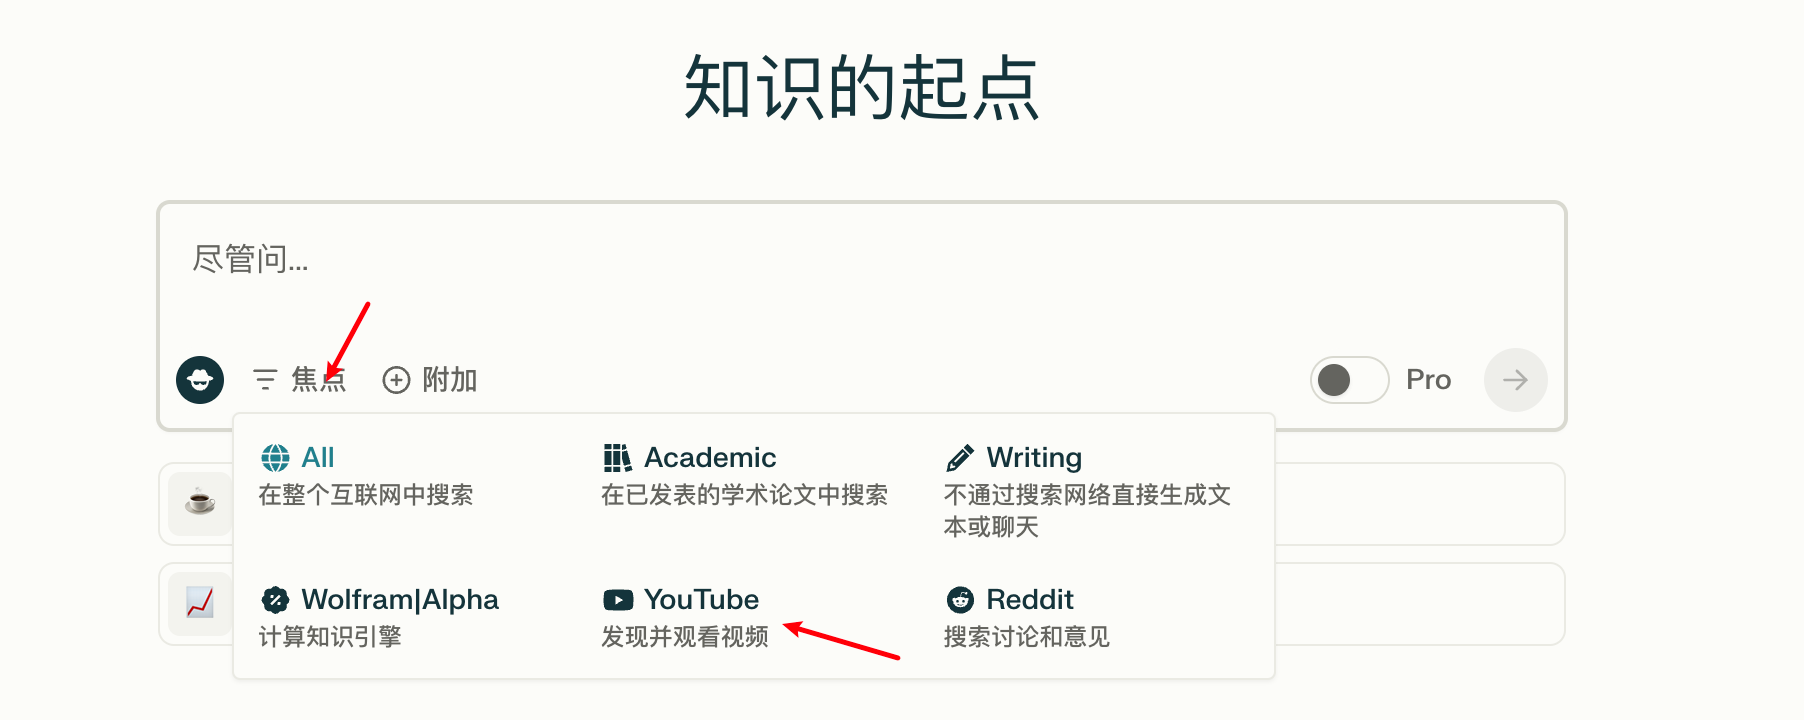 知识的起点
尽管问...
焦点
附加
Pro
All
在整个互联网中搜索
Academic
在已发表的学术论文中搜索
Writing
不通过搜索网络直接生成文
本或聊天
Wolfram|Alpha
计算知识引擎
YouTube
发现并观看视频
Reddit
搜索讨论和意见